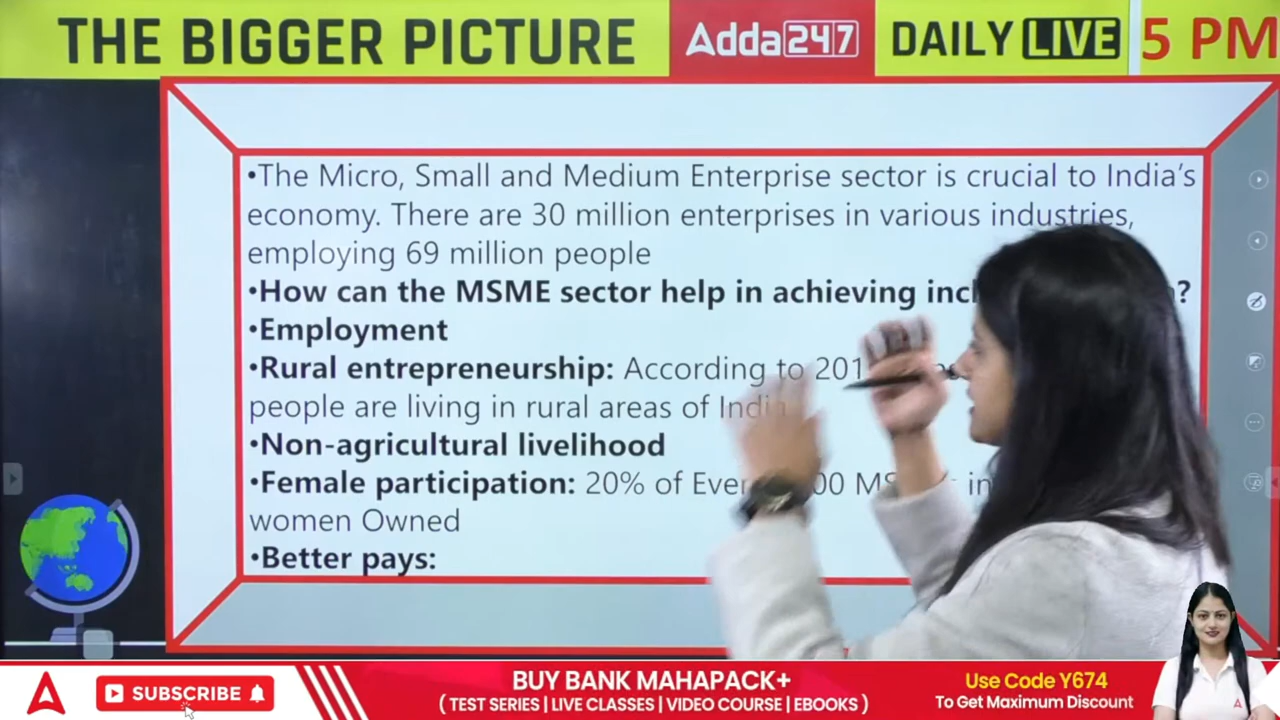 THE BIGGER PICTURE
Adda247
DAILY LIVE 5 PM
•The Micro, Small and Medium Enterprise sector is crucial to India's
economy. There are 30 million enterprises in various industries,
employing 69 million people
•How can the MSME sector help in achieving
•Employment
•Rural entrepreneurship: According to
people are living in rural areas of
•Non-agricultural livelihood
•Female participation: 20% of
women Owned
•Better pays:
SUBSCRIBE
BUY BANK MAHAPACK+
( TEST SERIES | LIVE CLASSES | VIDEO COURSE | EBOOKS )
Use Code Y674
To Get Maximum Discount